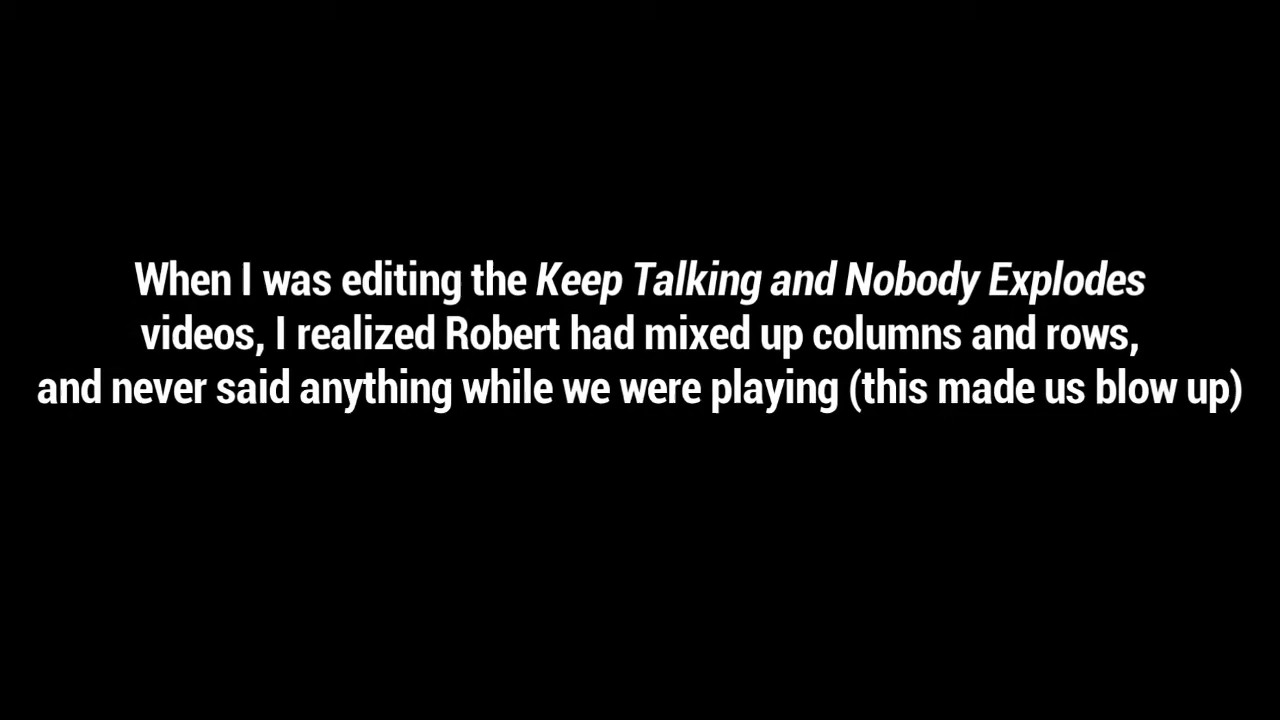 When I was editing the Keep Talking and Nobody Explodes
videos, I realized Robert had mixed up columns and rows,
and never said anything while we were playing (this made us blow up)